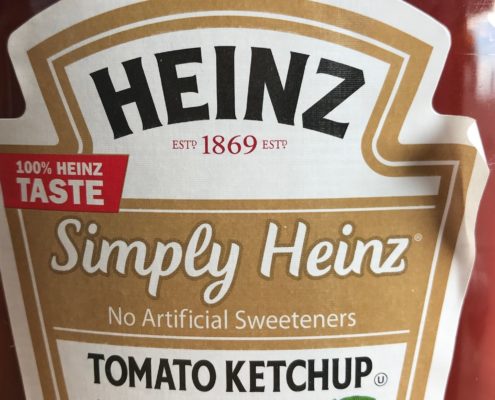 HEINZ
ESTD 1869 ESTD
100% HEINZ
TASTE
Simply Heinz®
No Artificial Sweeteners
TOMATO KETCHUP Ⓤ